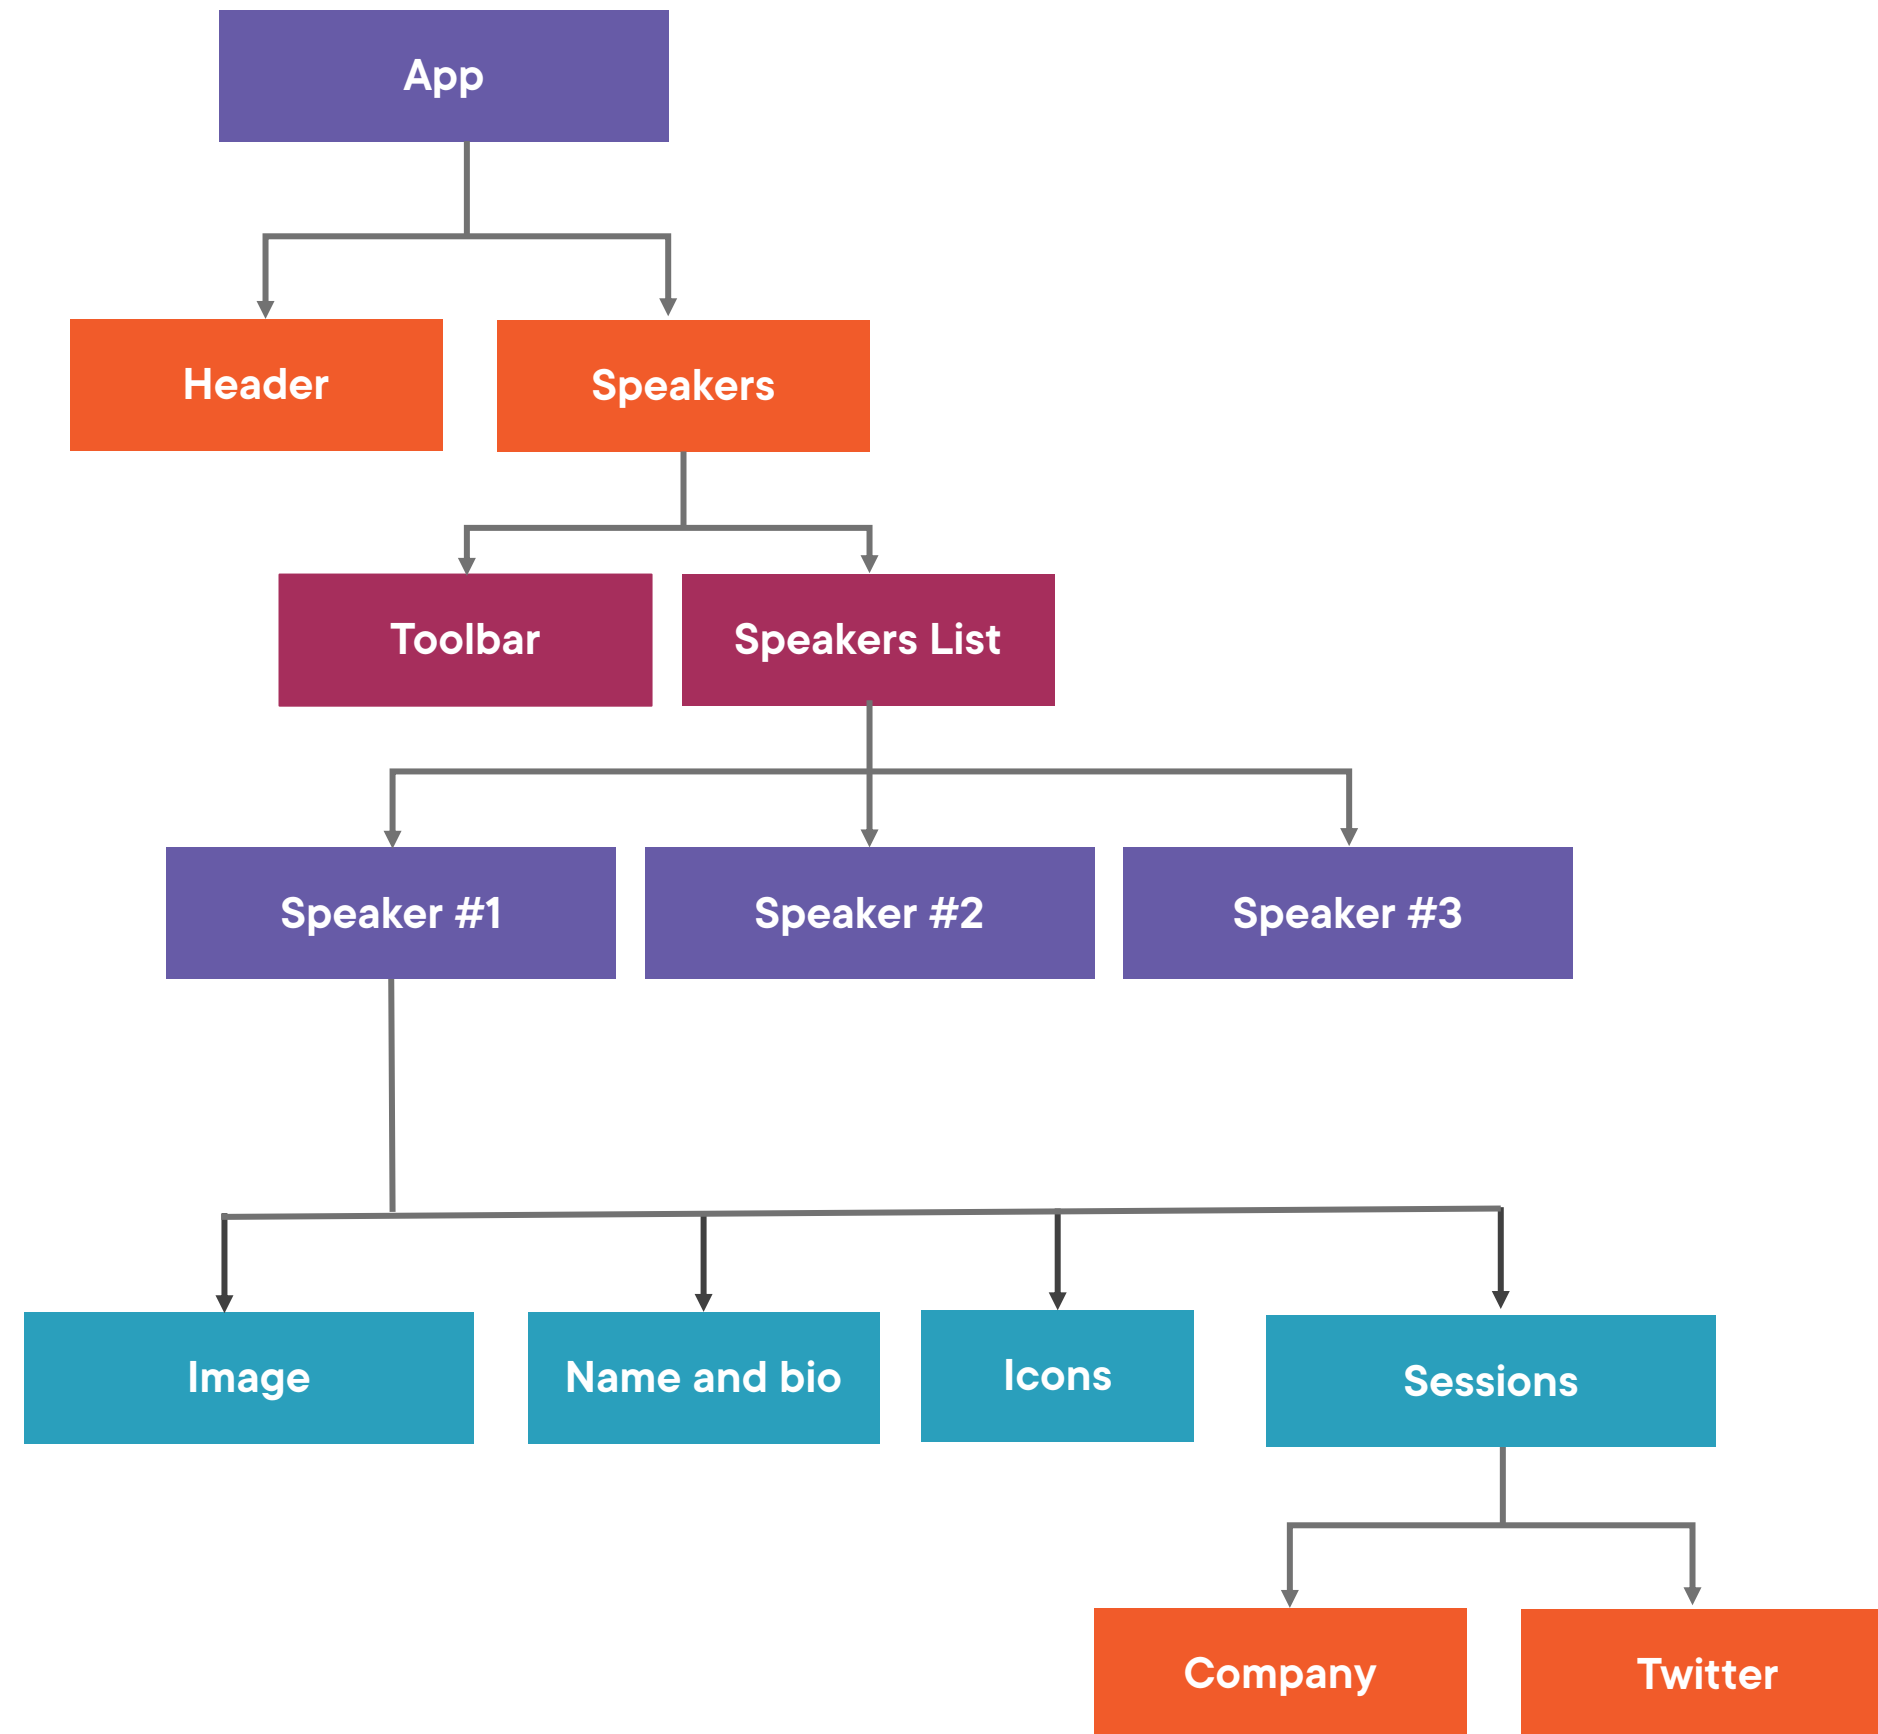 App
Header
Speakers
Toolbar
Speakers List
Speaker #1
Speaker #2
Speaker #3
Image
Name and bio
Icons
Sessions
Company
Twitter